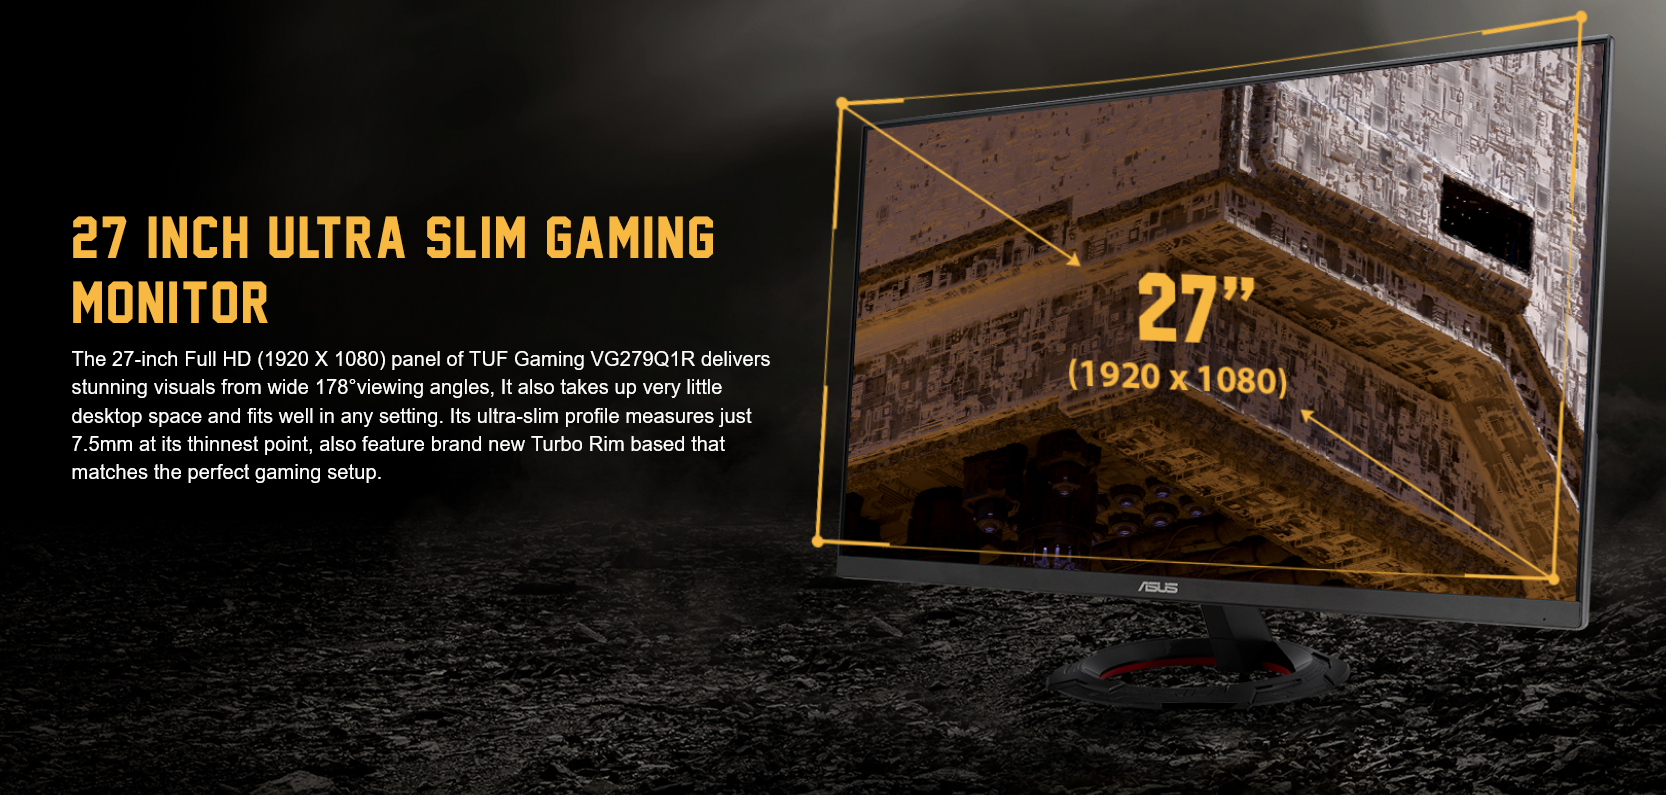 27 INCH ULTRA SLIM GAMING
MONITOR
The 27-inch Full HD (1920 X 1080) panel of TUF Gaming VG279Q1R delivers
stunning visuals from wide 178°viewing angles, It also takes up very little
desktop space and fits well in any setting. Its ultra-slim profile measures just
7.5mm at its thinnest point, also feature brand new Turbo Rim based that
matches the perfect gaming setup.
27”
(1920 x 1080)
ASUS